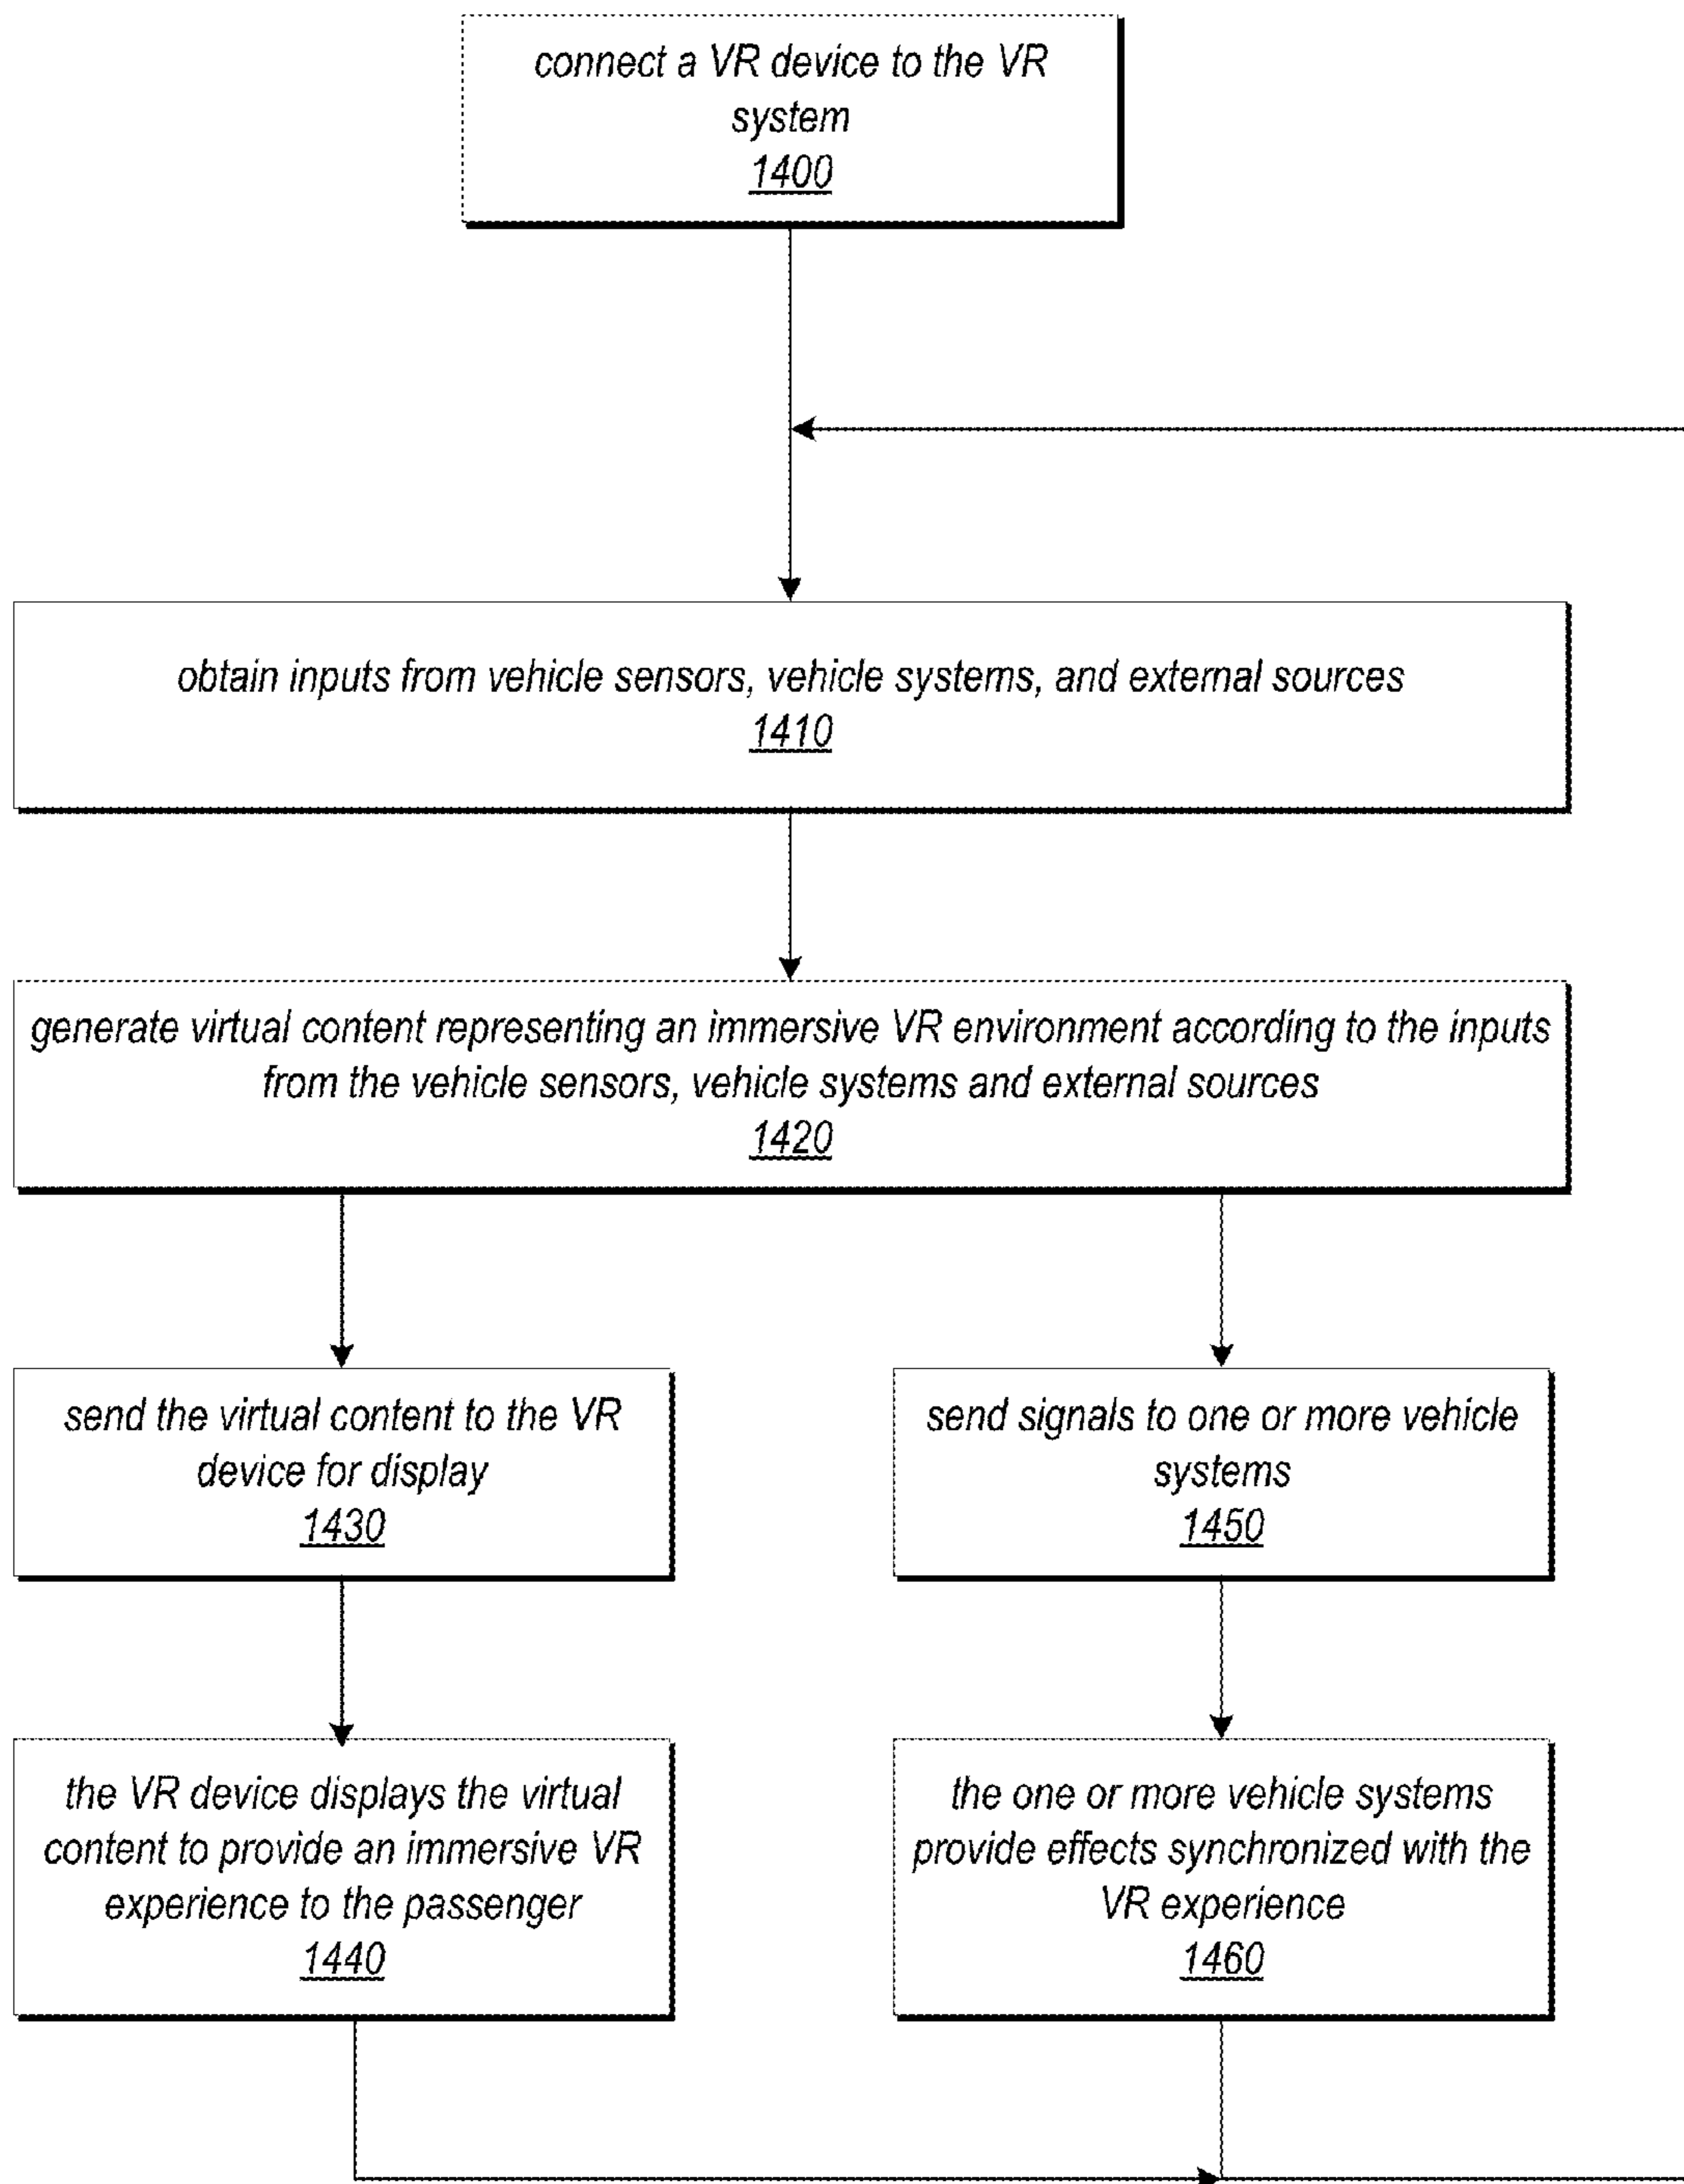 connect a VR device to the VR
system
1400
obtain inputs from vehicle sensors, vehicle systems, and external sources
1410
generate virtual content representing an immersive VR environment according to the inputs
from the vehicle sensors, vehicle systems and external sources
1420
send the virtual content to the VR
device for display
1430
send signals to one or more vehicle
systems
1450
the VR device displays the virtual
content to provide an immersive VR
experience to the passenger
1440
the one or more vehicle systems
provide effects synchronized with the
VR experience
1460